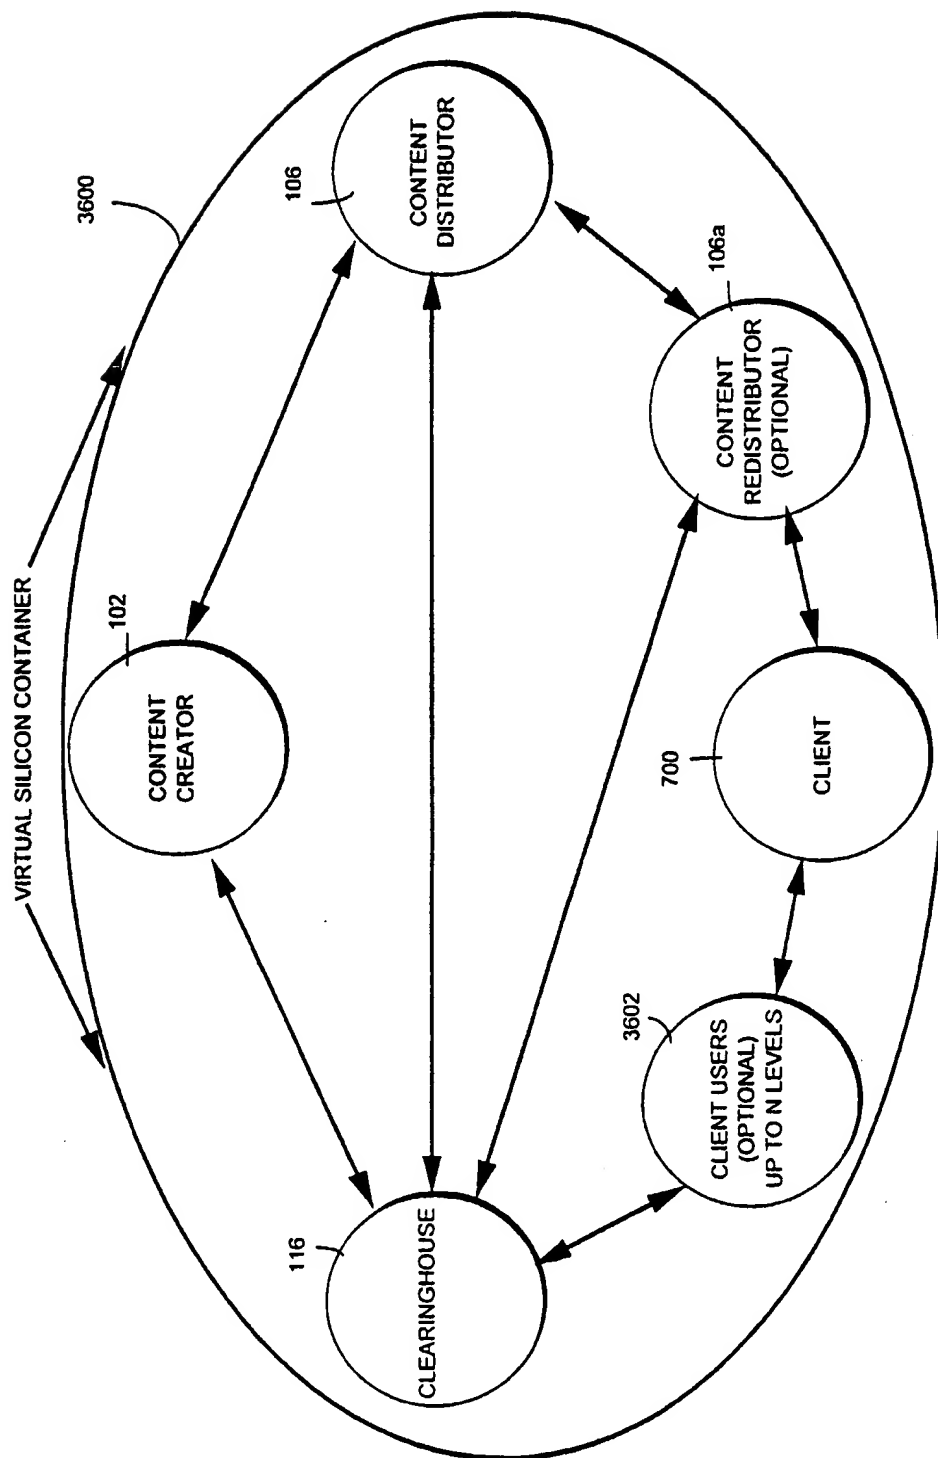 VIRTUAL SILICON CONTAINER
3600
102
CONTENT
CREATOR
106
CONTENT
DISTRIBUTOR
106a
CONTENT
REDISTRIBUTOR
(OPTIONAL)
116
CLEARINGHOUSE
3602
CLIENT USERS
(OPTIONAL)
UP TO N LEVELS
700
CLIENT